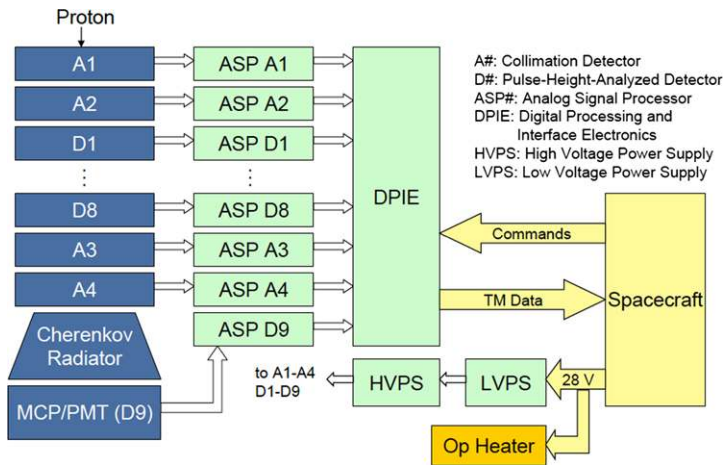 Proton
A1
ASP A1
A2
ASP A2
D1
ASP D1
⋮
⋮
D8
ASP D8
A3
ASP A3
A4
ASP A4
Cherenkov
Radiator
ASP D9
MCP/PMT (D9)
DPIE
A#: Collimation Detector
D#: Pulse-Height-Analyzed Detector
ASP#: Analog Signal Processor
DPIE: Digital Processing and
Interface Electronics
HVPS: High Voltage Power Supply
LVPS: Low Voltage Power Supply
Commands
TM Data
Spacecraft
to A1-A4
D1-D9
HVPS
LVPS
28 V
Op Heater